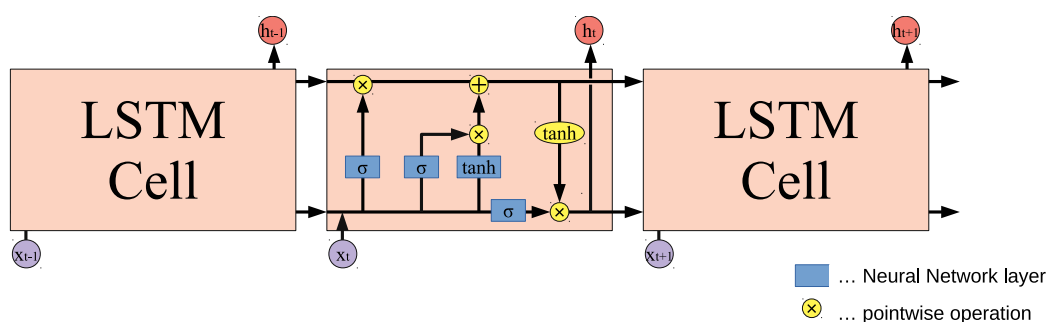 ht-1
ht
ht+1
LSTM
Cell
×
+
×
tanh
σ
σ
tanh
σ
×
LSTM
Cell
xt-1
xt
xt+1
... Neural Network layer
× ... pointwise operation